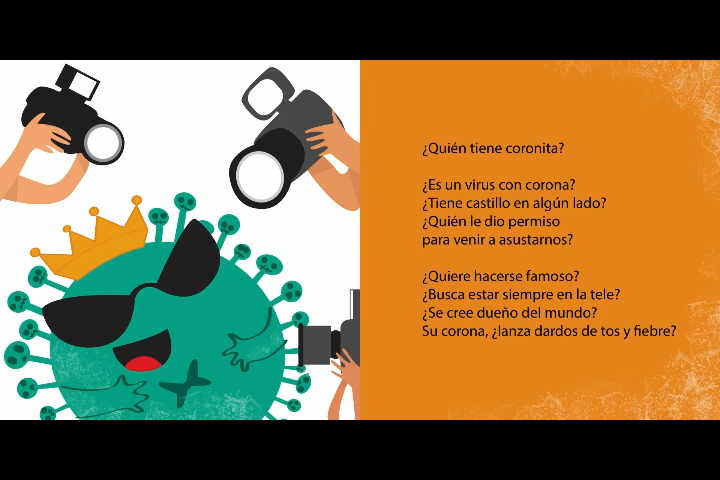 ¿Quién tiene coronita?
¿Es un virus con corona?
¿Tiene castillo en algún lado?
¿Quién le dio permiso
para venir a asustarnos?
¿Quiere hacerse famoso?
¿Busca estar siempre en la tele?
¿Se cree dueño del mundo?
Su corona, ¿lanza dardos de tos y fiebre?